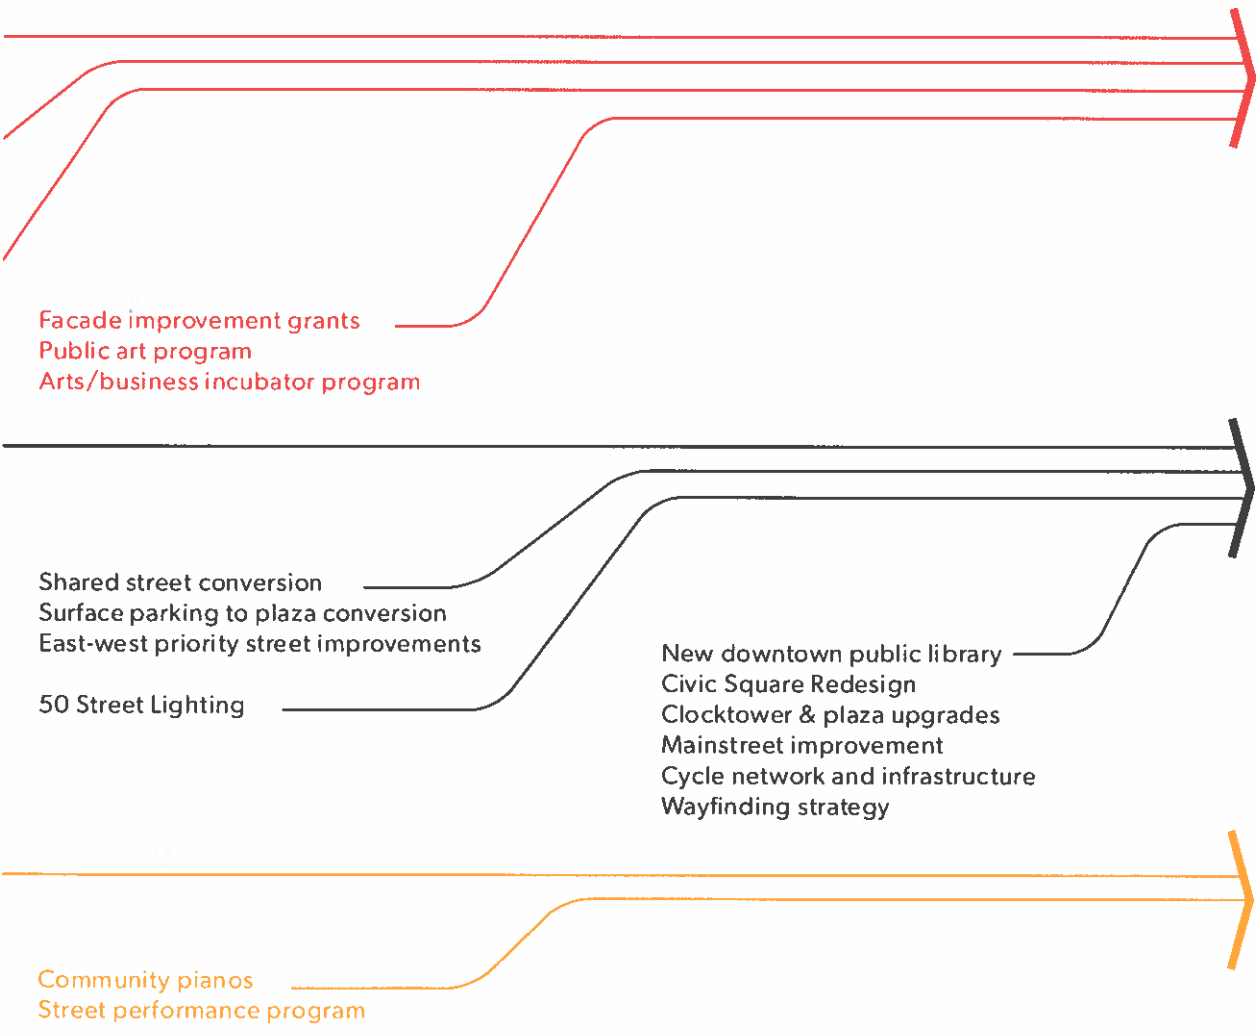 Facade improvement grants
Public art program
Arts/business incubator program
Shared street conversion
Surface parking to plaza conversion
East-west priority street improvements
50 Street Lighting
New downtown public library
Civic Square Redesign
Clocktower & plaza upgrades
Mainstreet improvement
Cycle network and infrastructure
Wayfinding strategy
Community pianos
Street performance program